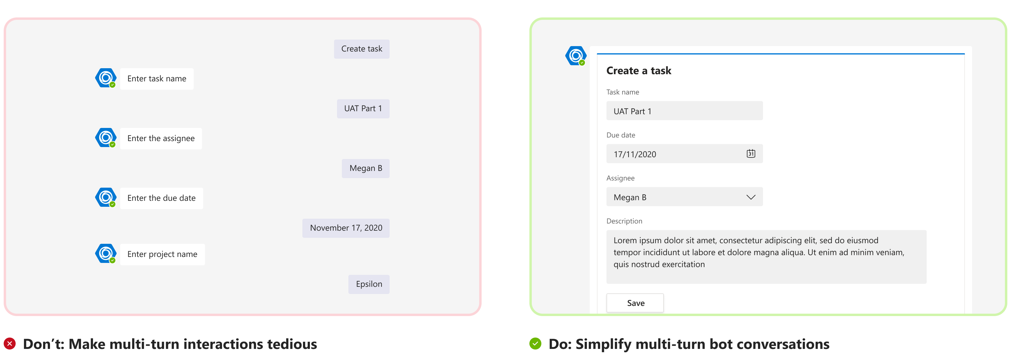 Create task
Enter task name
UAT Part 1
Enter the assignee
Megan B
Enter the due date
November 17, 2020
Enter project name
Epsilon
Don't: Make multi-turn interactions tedious
Create a task
Task name
UAT Part 1
Due date
17/11/2020
31
Assignee
Megan B
Description
Lorem ipsum dolor sit amet, consectetur adipiscing elit, sed do eiusmod
tempor incididunt ut labore et dolore magna aliqua. Ut enim ad minim veniam,
quis nostrud exercitation
Save
Do: Simplify multi-turn bot conversations